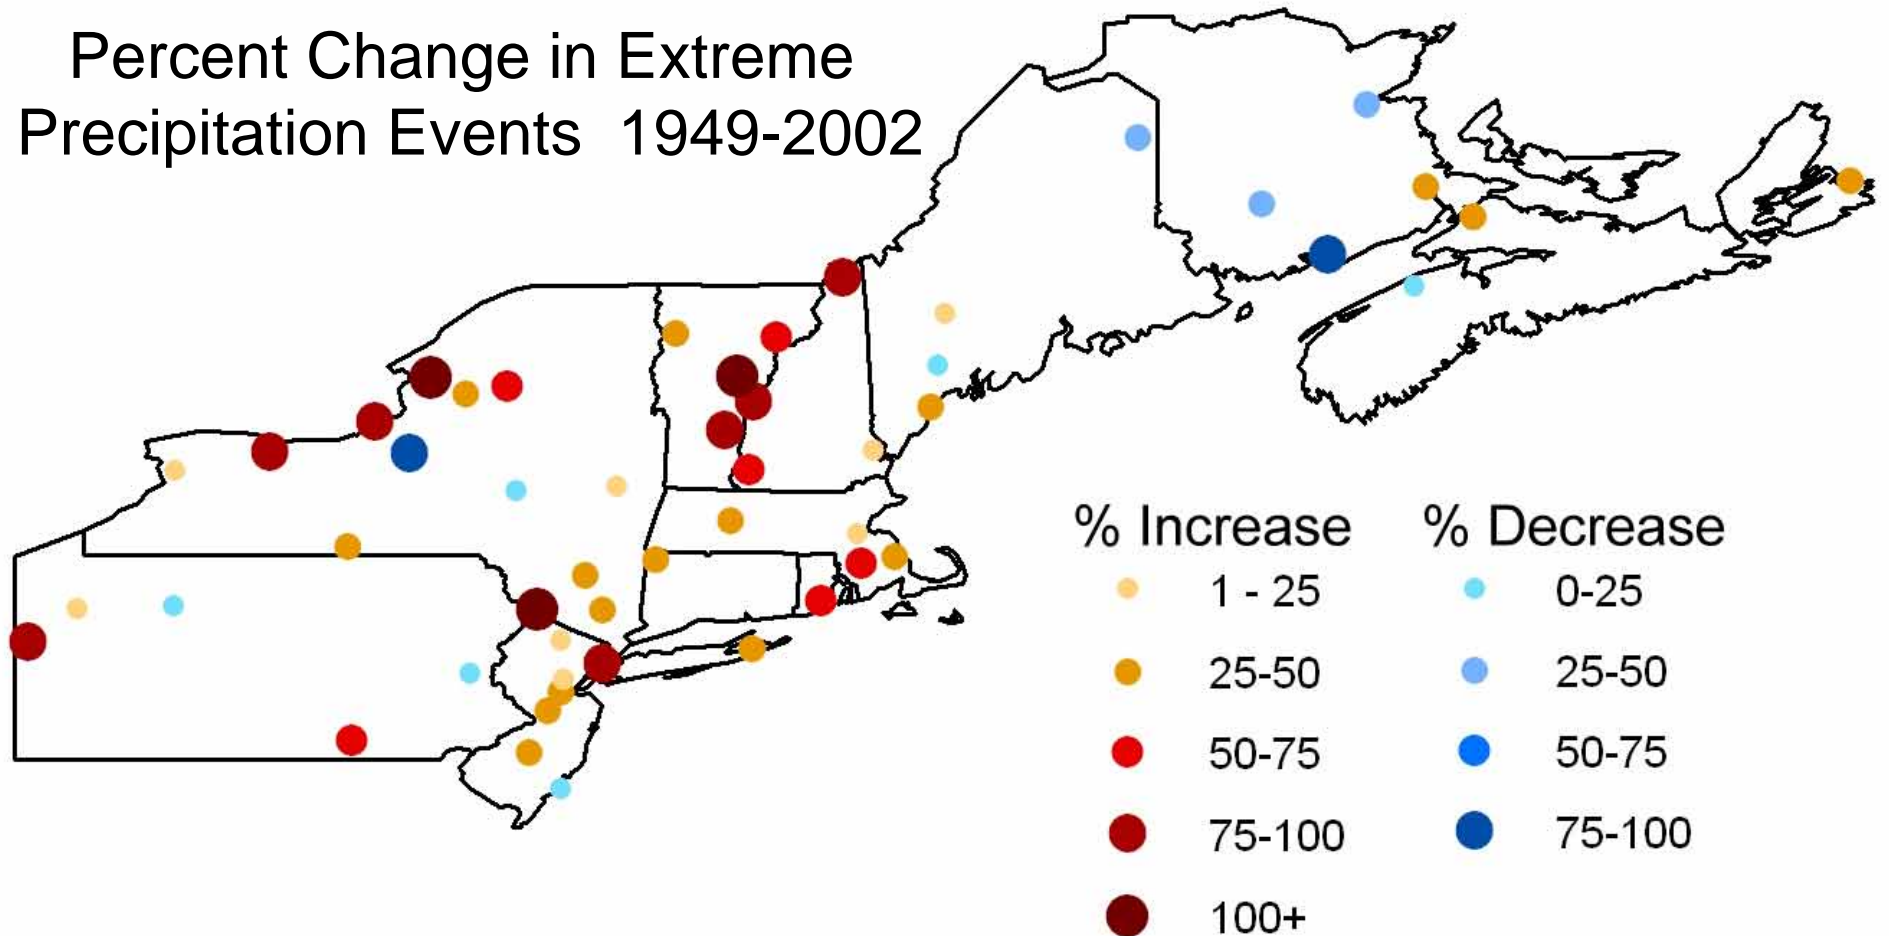 Percent Change in Extreme
Precipitation Events 1949-2002
% Increase % Decrease
1 - 25 0-25
25-50 25-50
50-75 50-75
75-100 75-100
100+